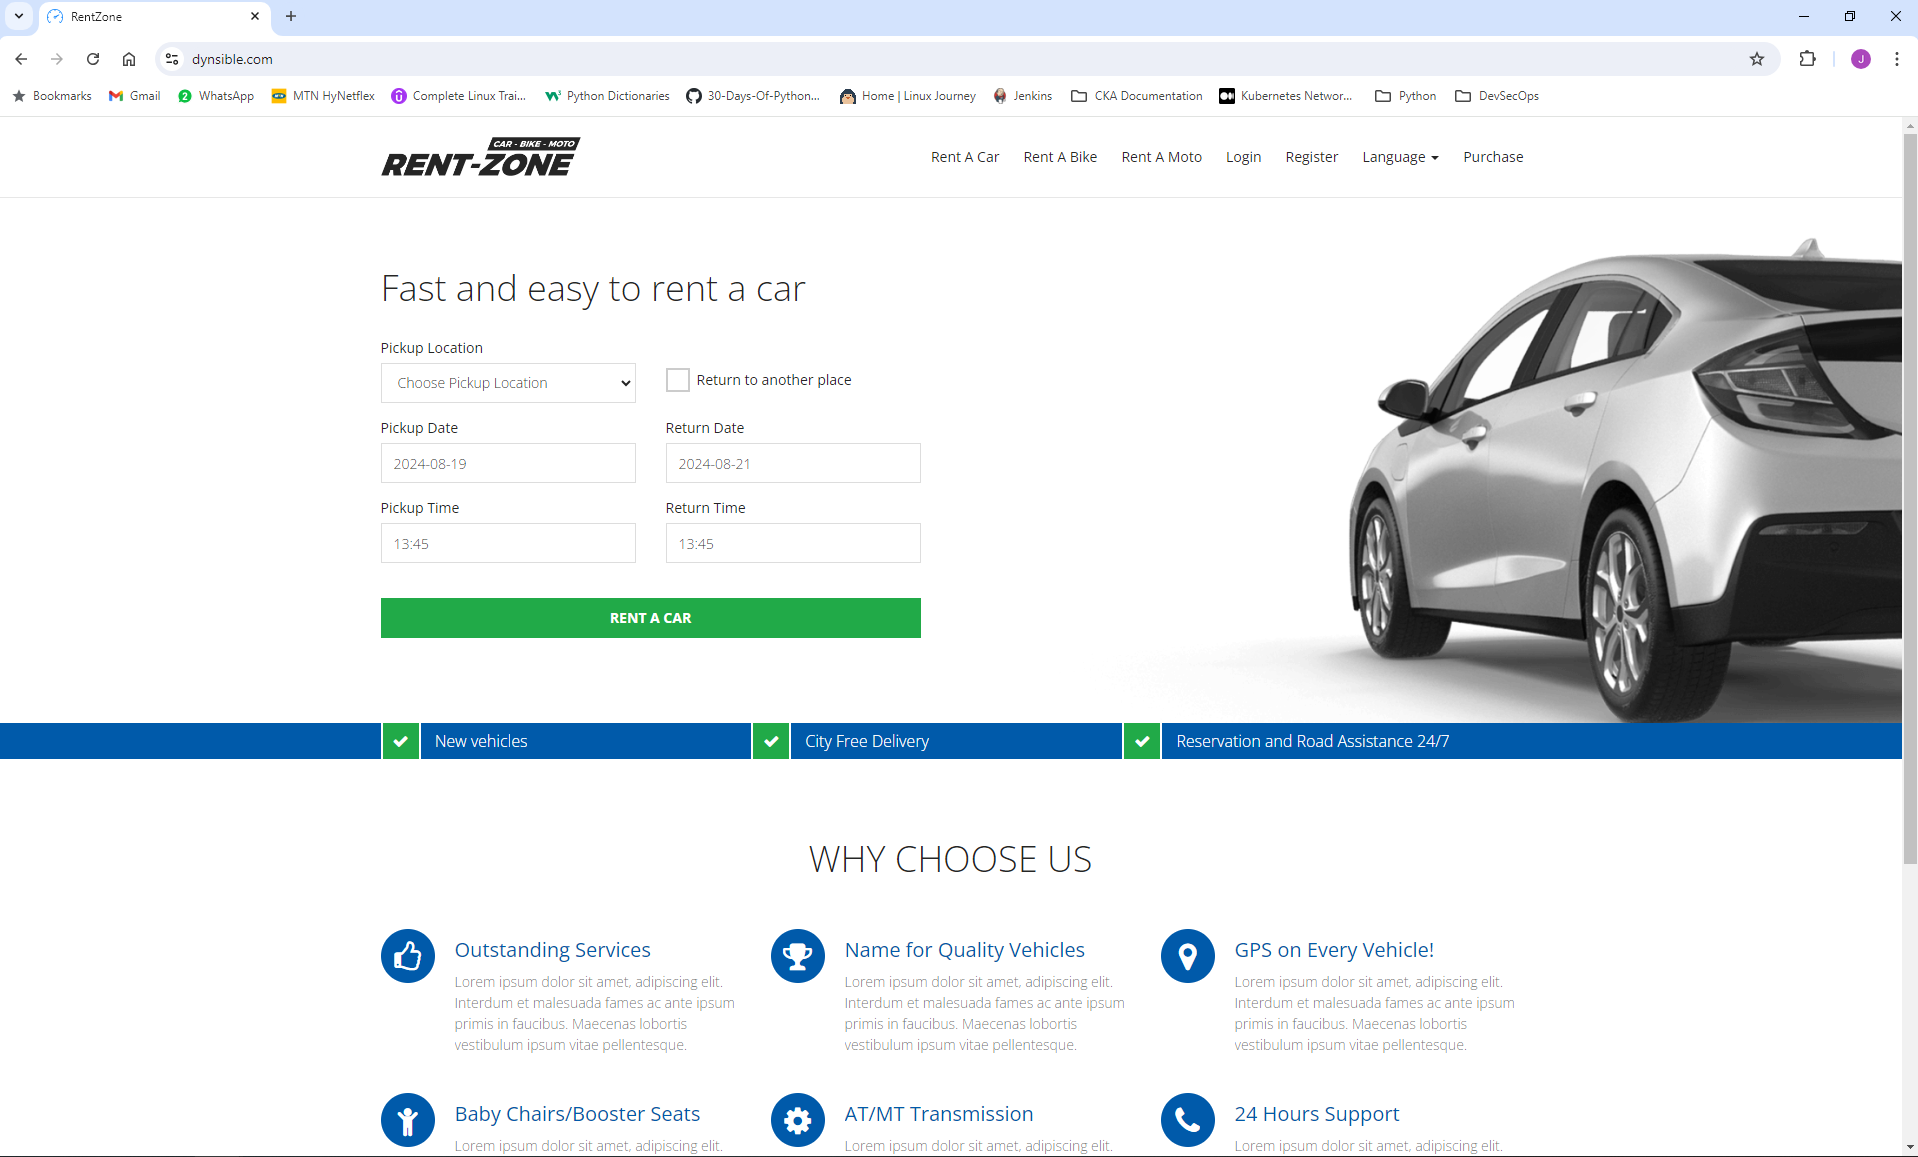 RentZone
dynsible.com
J
Bookmarks
Gmail
2
WhatsApp
MTN HyNetflex
Complete Linux Trai...
Python Dictionaries
30-Days-Of-Python...
Home | Linux Journey
Jenkins
CKA Documentation
Kubernetes Networ...
Python
DevSecOps
CAR - BIKE - MOTO
RENT-ZONE
Rent A Car
Rent A Bike
Rent A Moto
Login
Register
Language
Purchase
Fast and easy to rent a car
Pickup Location
Choose Pickup Location
Return to another place
Pickup Date
Return Date
2024-08-19
2024-08-21
Pickup Time
Return Time
13:45
13:45
RENT A CAR
New vehicles
City Free Delivery
Reservation and Road Assistance 24/7
WHY CHOOSE US
Outstanding Services
Lorem ipsum dolor sit amet, adipiscing elit.
Interdum et malesuada fames ac ante ipsum
primis in faucibus. Maecenas lobortis
vestibulum ipsum vitae pellentesque.
Name for Quality Vehicles
Lorem ipsum dolor sit amet, adipiscing elit.
Interdum et malesuada fames ac ante ipsum
primis in faucibus. Maecenas lobortis
vestibulum ipsum vitae pellentesque.
GPS on Every Vehicle!
Lorem ipsum dolor sit amet, adipiscing elit.
Interdum et malesuada fames ac ante ipsum
primis in faucibus. Maecenas lobortis
vestibulum ipsum vitae pellentesque.
Baby Chairs/Booster Seats
Lorem ipsum dolor sit amet, adipiscing elit.
AT/MT Transmission
Lorem ipsum dolor sit amet, adipiscing elit.
24 Hours Support
Lorem ipsum dolor sit amet, adipiscing elit.